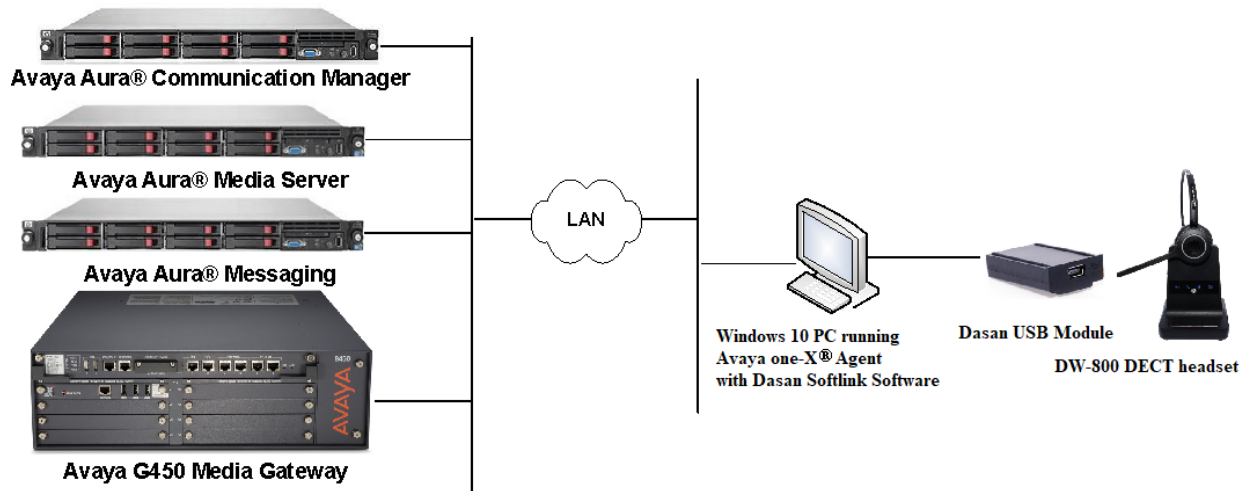 Avaya Aura® Communication Manager
Avaya Aura® Media Server
Avaya Aura® Messaging
G450
AVAYA
Avaya G450 Media Gateway
LAN
Windows 10 PC running
Avaya one-X® Agent
with Dasan Softlink Software
Dasan USB Module
DW-800 DECT headset